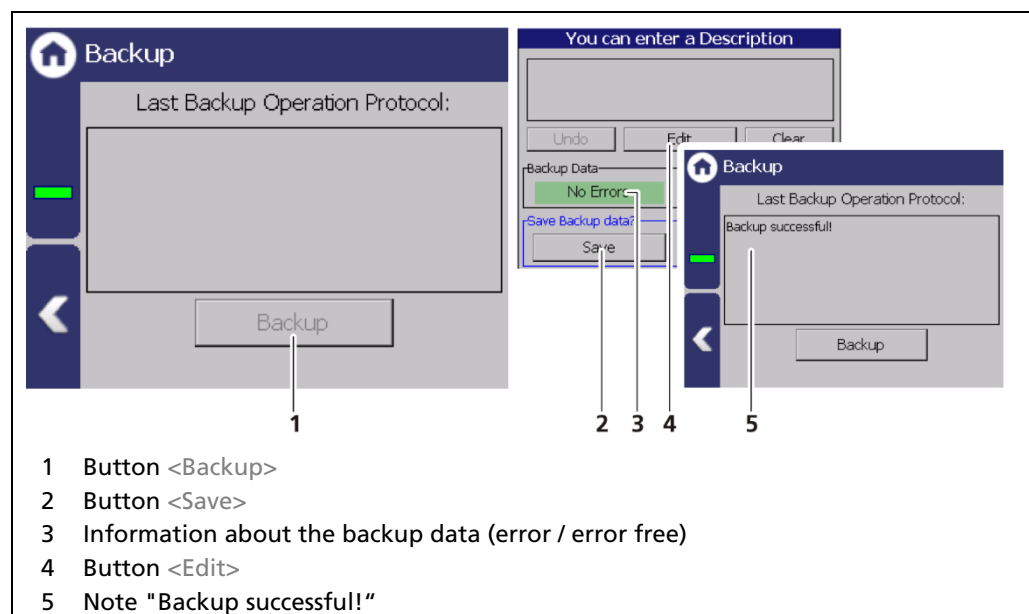 Backup
Last Backup Operation Protocol:
Backup
1
You can enter a Description
Undo Edit Clear
Backup Data
No Errors
Save Backup data?
Save
Backup
Last Backup Operation Protocol:
Backup successful!
Backup
2 3 4 5
1 Button <Backup>
2 Button <Save>
3 Information about the backup data (error / error free)
4 Button <Edit>
5 Note "Backup successful!“